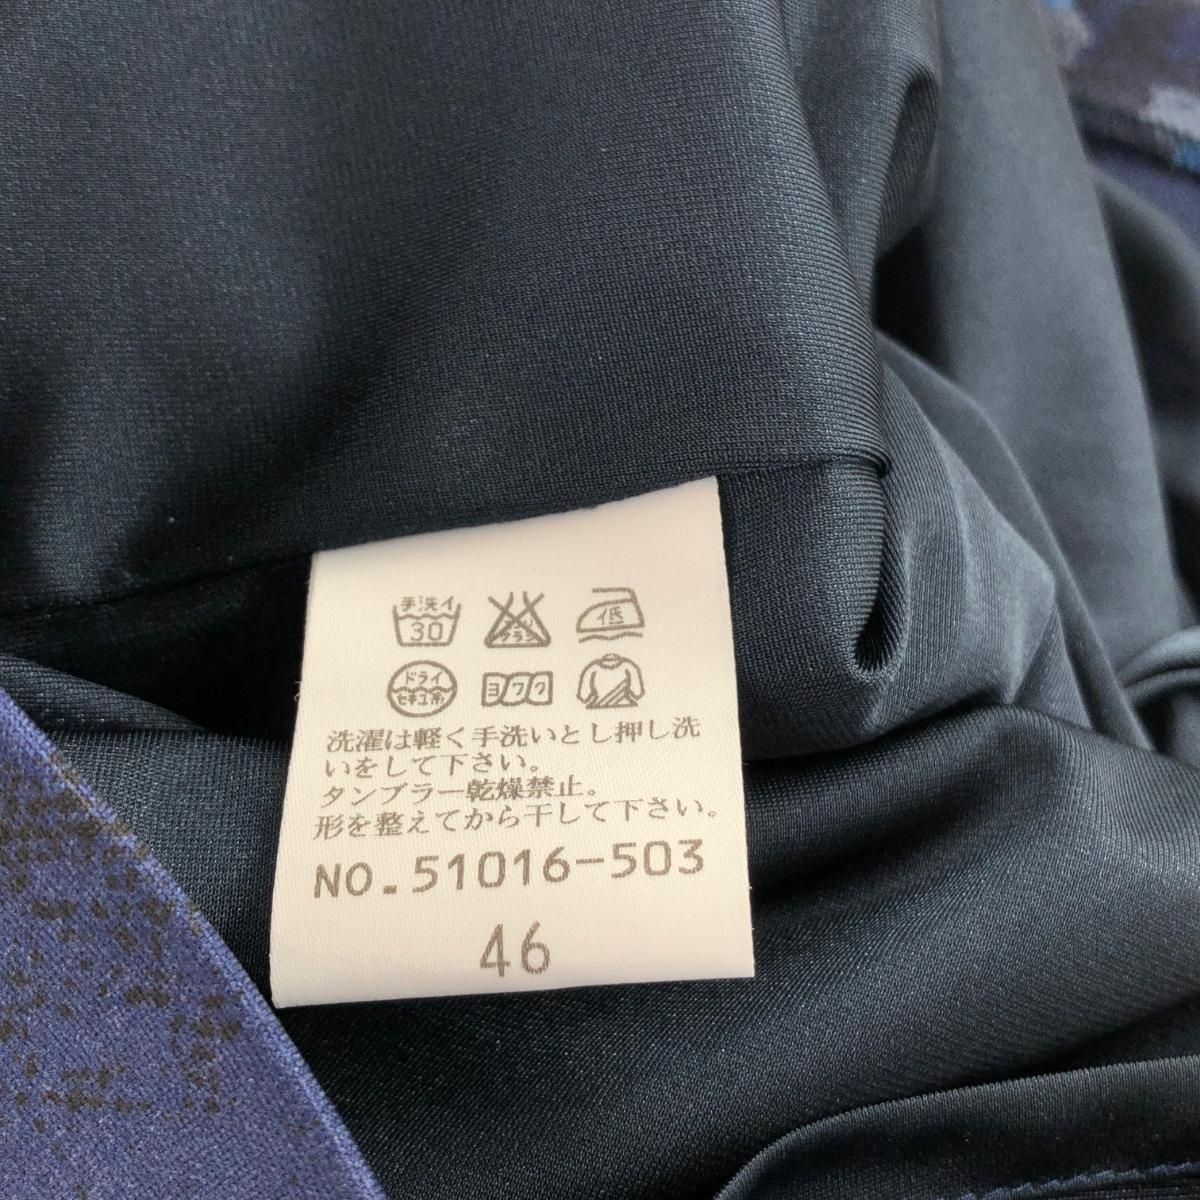 手洗イ
30
低
ドライ
セキユ系
ヨワク
洗濯は軽く手洗いとし押し洗
いをして下さい。
タンブラー乾燥禁止。
形を整えてから干して下さい。
NO.51016-503
46